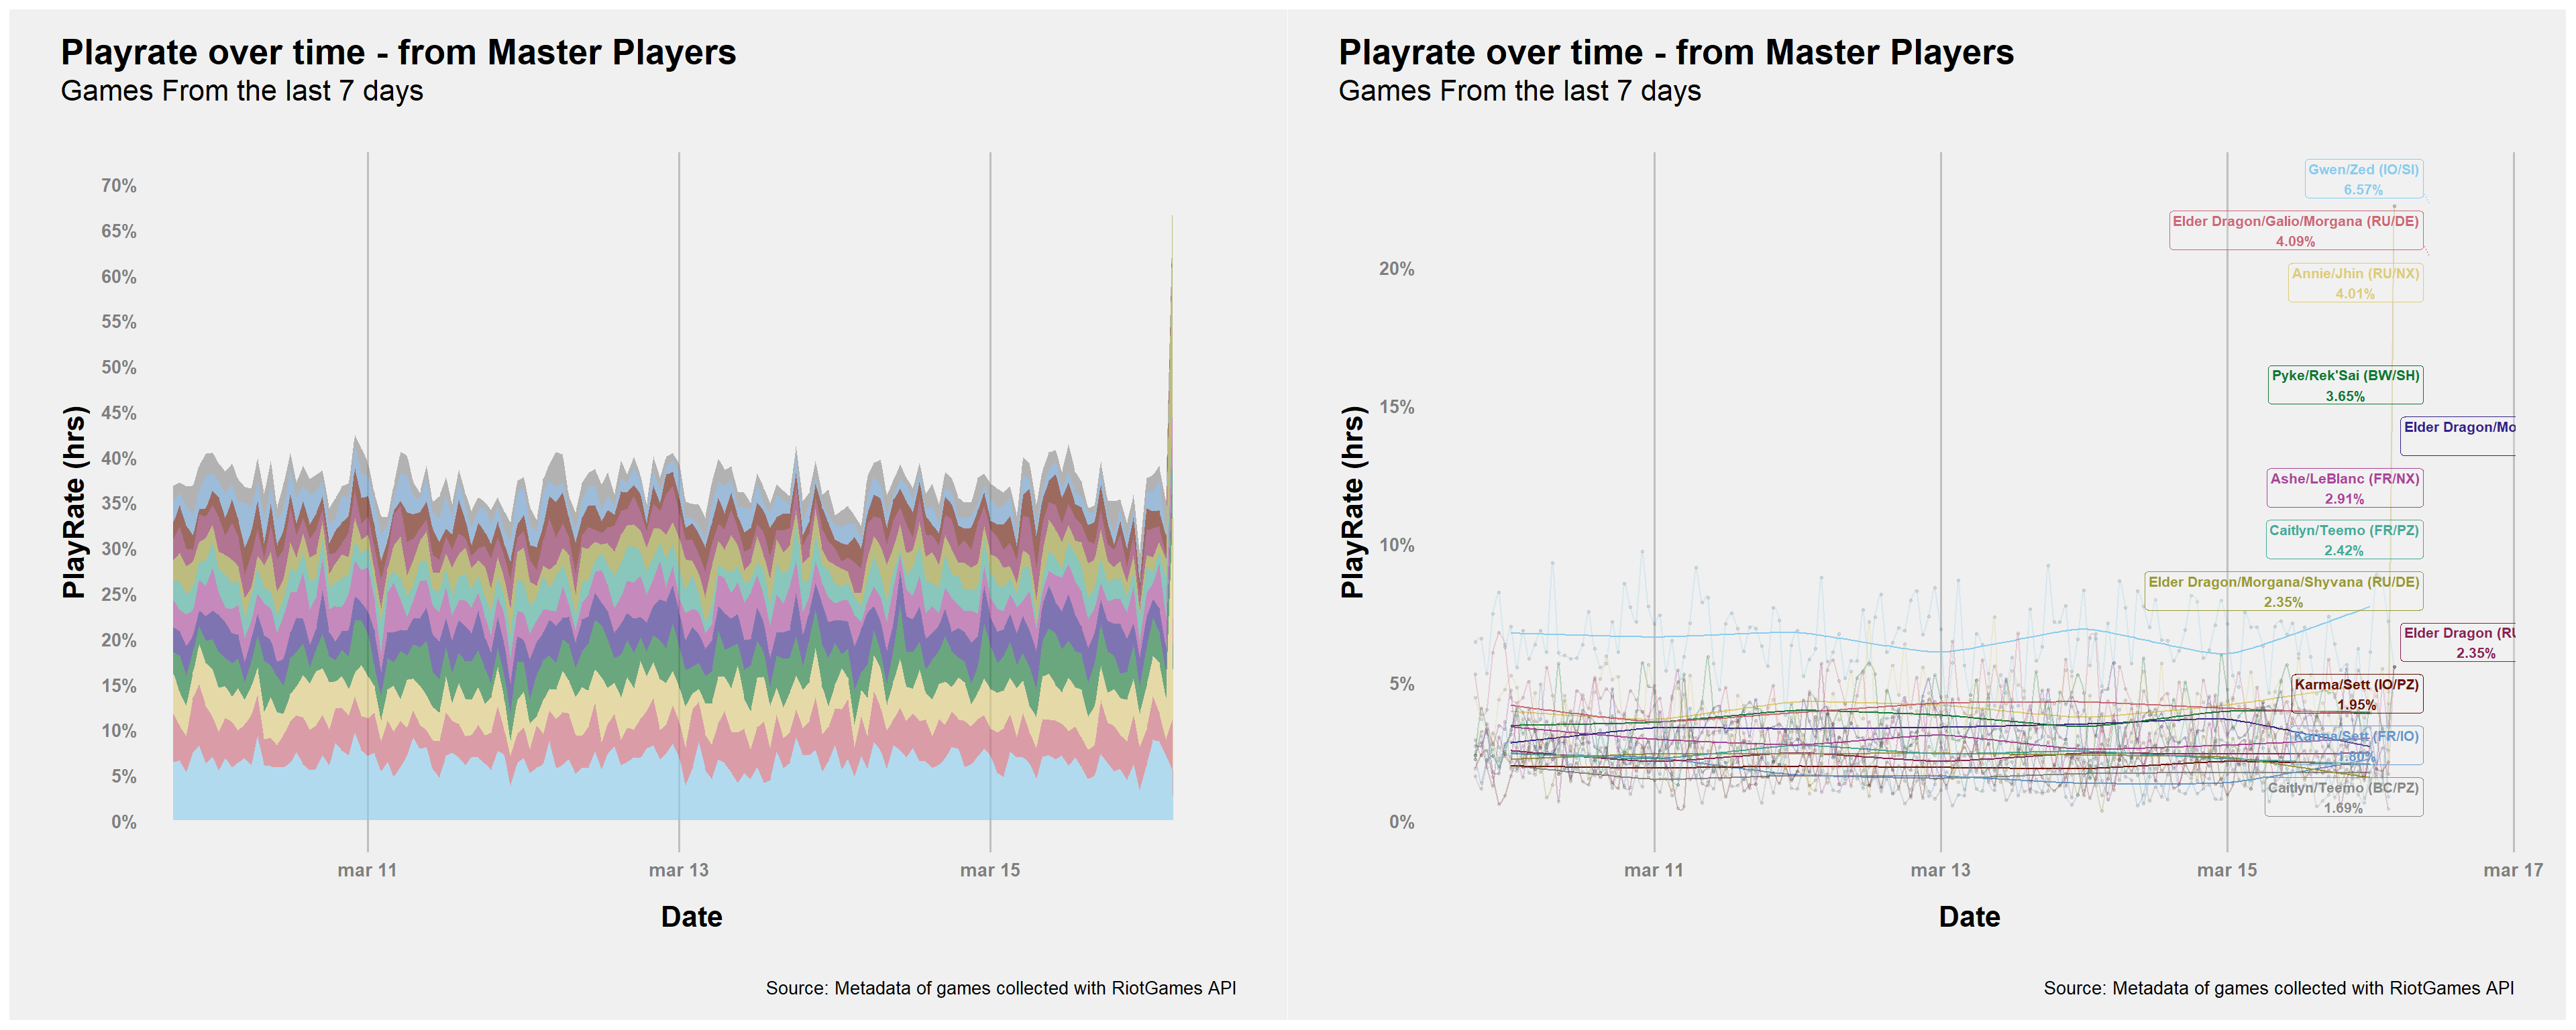 Playrate over time - from Master Players
Games From the last 7 days
70%
65%
60%
55%
50%
45%
40%
35%
30%
25%
20%
15%
10%
5%
0%
PlayRate (hrs)
mar 11
mar 13
mar 15
Date
Source: Metadata of games collected with RiotGames API
Playrate over time - from Master Players
Games From the last 7 days
20%
15%
10%
5%
0%
PlayRate (hrs)
Gwen/Zed (IO/SI)
6.57%
Elder Dragon/Galio/Morgana (RU/DE)
4.09%
Annie/Jhin (RU/NX)
4.01%
Pyke/Rek'Sai (BW/SH)
3.65%
Elder Dragon/Mo
Ashe/LeBlanc (FR/NX)
2.91%
Caitlyn/Teemo (FR/PZ)
2.42%
Elder Dragon/Morgana/Shyvana (RU/DE)
2.35%
Elder Dragon (RU
2.35%
Karma/Sett (IO/PZ)
1.95%
Karma/Sett (FR/IO)
1.80%
Caitlyn/Teemo (BC/PZ)
1.69%
mar 11
mar 13
mar 15
mar 17
Date
Source: Metadata of games collected with RiotGames API